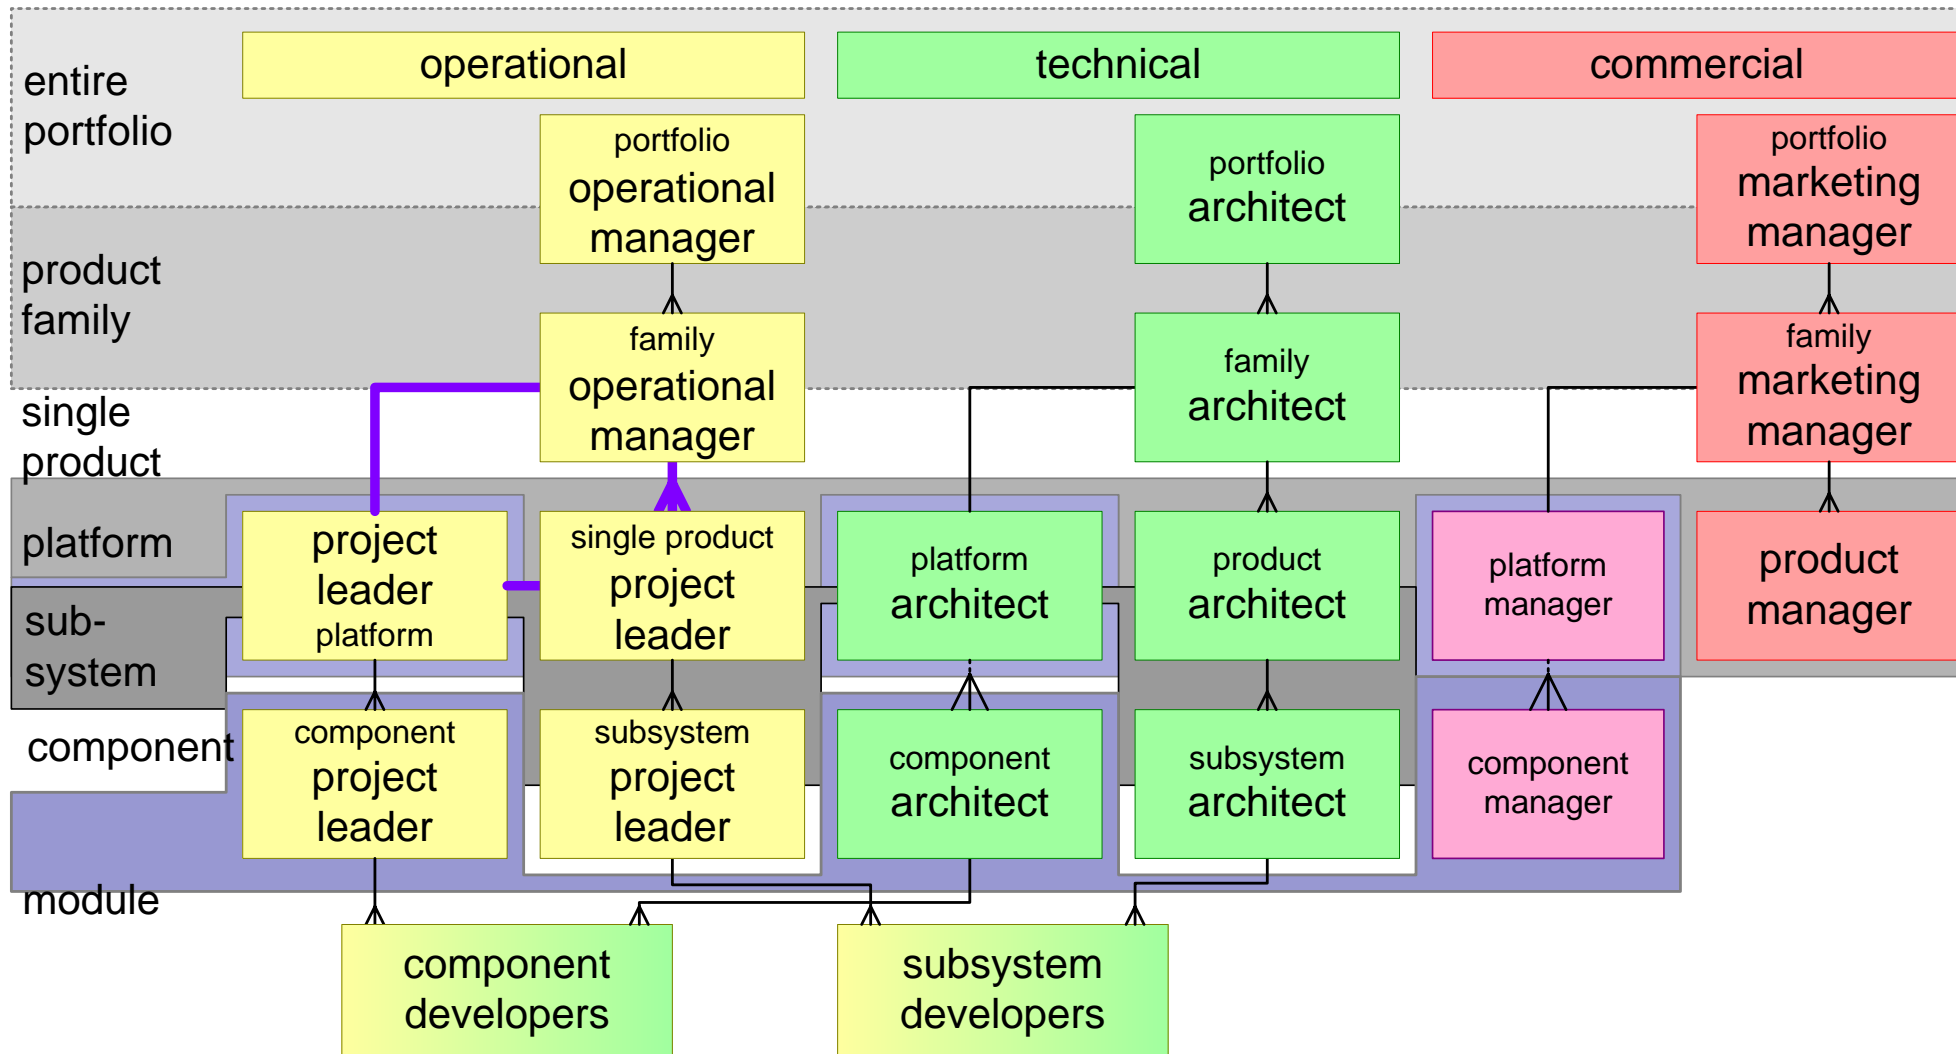 operational
technical
commercial
entire
portfolio
portfolio
operational
manager
portfolio
architect
portfolio
marketing
manager
product
family
family
operational
manager
family
architect
family
marketing
manager
single
product
platform
project
leader
platform
single product
project
leader
platform
architect
product
architect
platform
manager
product
manager
sub-
system
component
component
project
leader
subsystem
project
leader
component
architect
subsystem
architect
component
manager
module
component
developers
subsystem
developers